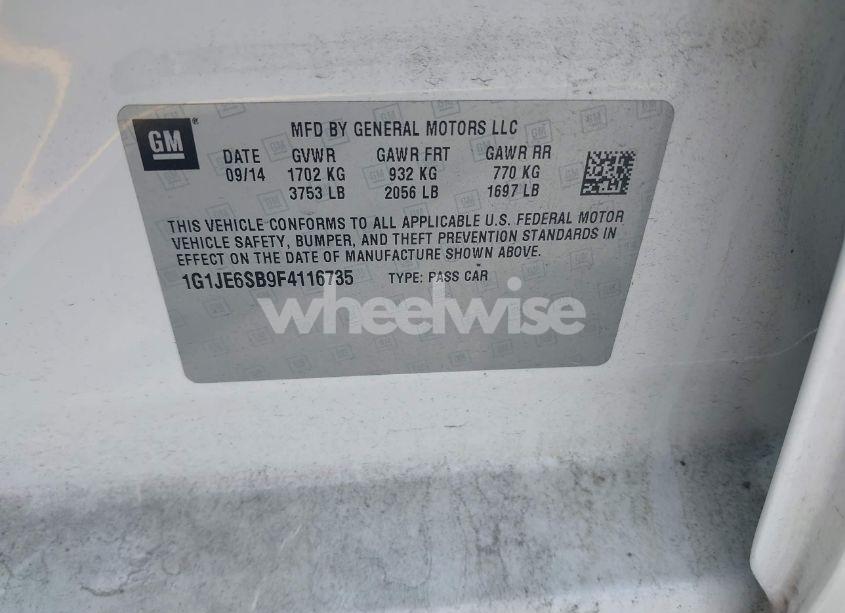 GM®
MFD BY GENERAL MOTORS LLC
DATE GVWR GAWR FRT GAWR RR
09/14 1702 KG 932 KG 770 KG
3753 LB 2056 LB 1697 LB
THIS VEHICLE CONFORMS TO ALL APPLICABLE U.S. FEDERAL MOTOR
VEHICLE SAFETY, BUMPER, AND THEFT PREVENTION STANDARDS IN
EFFECT ON THE DATE OF MANUFACTURE SHOWN ABOVE.
1G1JE6SB9F4116735 TYPE: PASS CAR
wheelwise